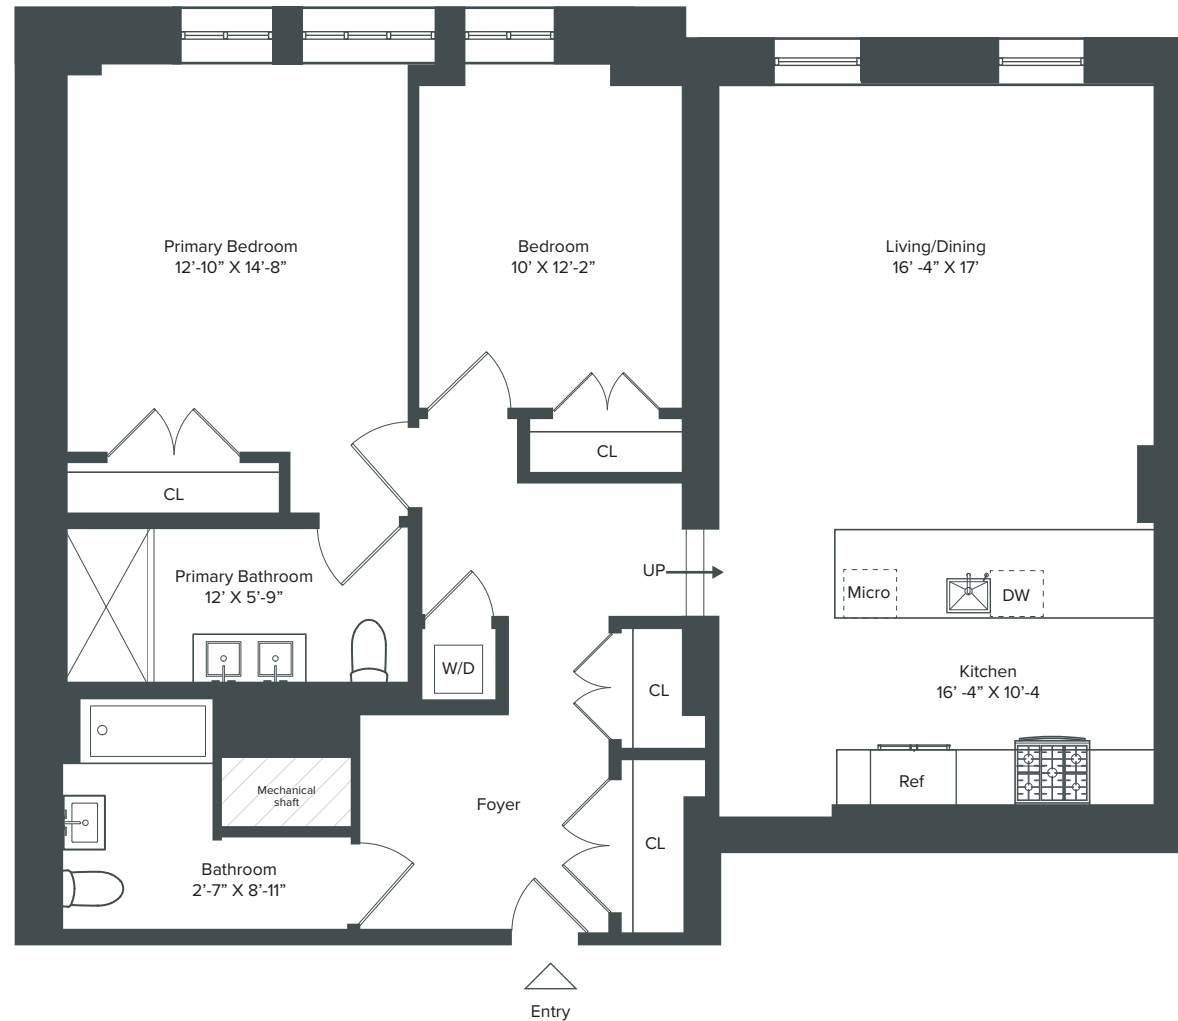 Primary Bedroom
12’-10” X 14’-8”
Bedroom
10’ X 12’-2”
Living/Dining
16’ -4” X 17’
CL
CL
UP
Primary Bathroom
12’ X 5’-9”
Micro
DW
W/D
CL
Kitchen
16’ -4” X 10’-4
Mechanical
shaft
Foyer
Ref
CL
Bathroom
2’-7” X 8’-11”
Entry